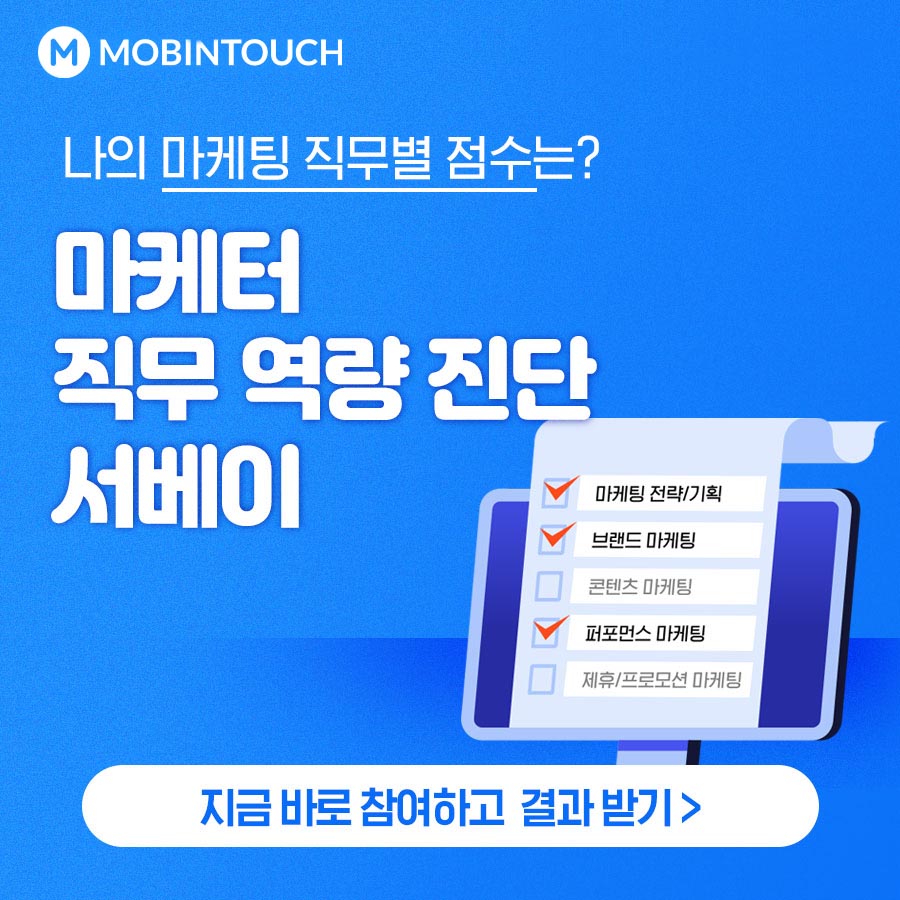 M MOBINTOUCH
나의 마케팅 직무별 점수는?
마케터
직무 역량 진단
서베이
마케팅 전략/기획
브랜드 마케팅
콘텐츠 마케팅
퍼포먼스 마케팅
제휴/프로모션 마케팅
지금 바로 참여하고 결과 받기 >